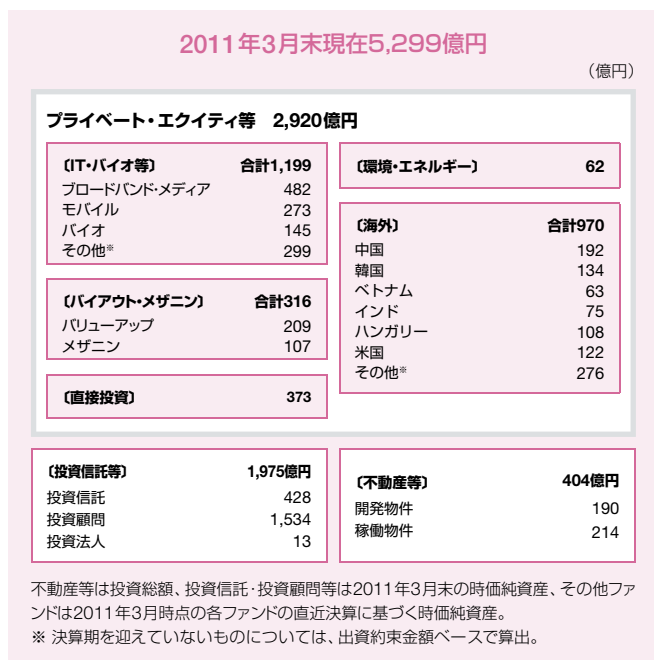 2011年3月末現在5,299億円
（億円）
プライベート・エクイティ等 2,920億円
〔IT・バイオ等〕 合計1,199
ブロードバンド・メディア 482
モバイル 273
バイオ 145
その他※ 299
〔バイアウト・メザニン〕 合計316
バリューアップ 209
メザニン 107
〔直接投資〕 373
〔環境・エネルギー〕 62
〔海外〕 合計970
中国 192
韓国 134
ベトナム 63
インド 75
ハンガリー 108
米国 122
その他※ 276
〔投資信託等〕 1,975億円
投資信託 428
投資顧問 1,534
投資法人 13
〔不動産等〕 404億円
開発物件 190
稼働物件 214
不動産等は投資総額、投資信託・投資顧問等は2011年3月末の時価純資産、その他ファ
ンドは2011年3月時点の各ファンドの直近決算に基づく時価純資産。
※ 決算期を迎えていないものについては、出資約束金額ベースで算出。